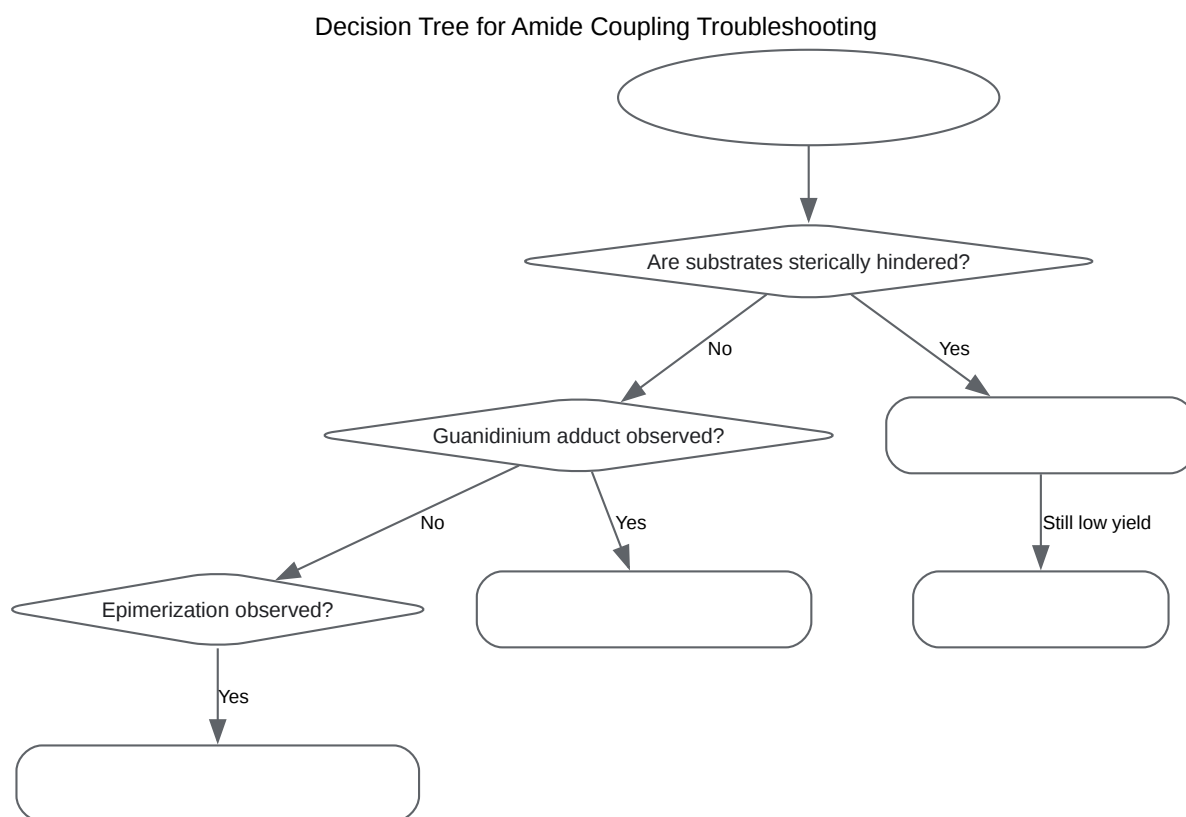 Decision Tree for Amide Coupling Troubleshooting
Are substrates sterically hindered?
No
Yes
Guanidinium adduct observed?
No
Yes
Still low yield
Epimerization observed?
Yes